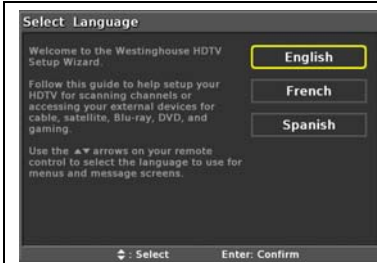 Select Language
Welcome to the Westinghouse HDTV
Setup Wizard.
Follow this guide to help setup your
HDTV for scanning channels or
accessing your external devices for
cable, satellite, Blu-ray, DVD, and
gaming.
Use the ▲▼ arrows on your remote
control to select the language to use for
menus and message screens.
English
French
Spanish
: Select Enter: Confirm